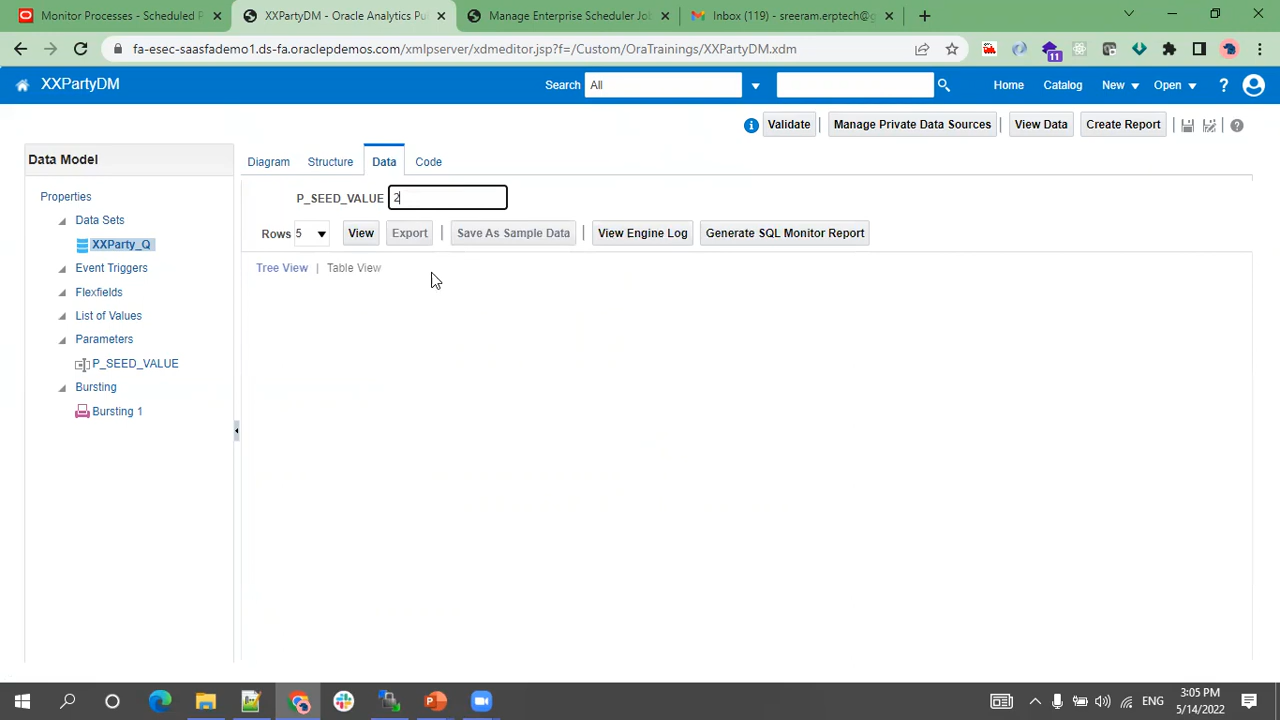 Monitor Processes - Scheduled P
XXPartyDM - Oracle Analytics Pu
Manage Enterprise Scheduler Jo
Inbox (119) - sreeram.erptech@g
fa-esec-saasfademo1.ds-fa.oraclepdemos.com/xmlpserver/xdmeditor.jsp?f=/Custom/OraTrainings/XXPartyDM.xdm
11
XXPartyDM
Search All
Home Catalog New Open ?
Validate | Manage Private Data Sources | View Data Create Report
Data Model
Diagram Structure Data Code
Properties
P_SEED_VALUE 2
Data Sets
Rows 5 View Export | Save As Sample Data | View Engine Log Generate SQL Monitor Report
XXParty_Q
Tree View | Table View
Event Triggers
Flexfields
List of Values
Parameters
P_SEED_VALUE
Bursting
Bursting 1
ENG
3:05 PM
5/14/2022